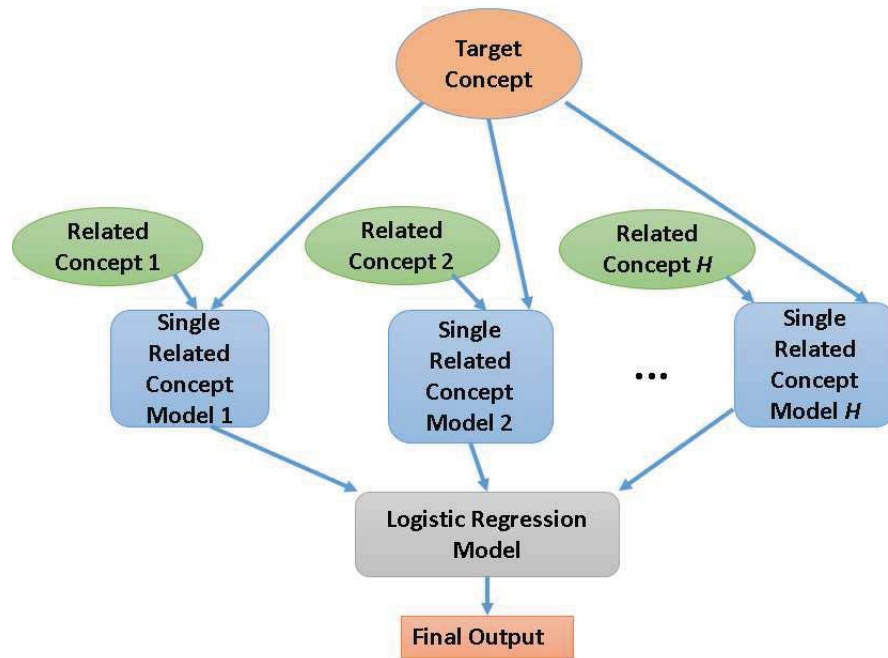 Target
Concept
Related
Concept 1
Related
Concept 2
Related
Concept H
Single
Related
Concept
Model 1
Single
Related
Concept
Model 2
...
Single
Related
Concept
Model H
Logistic Regression
Model
Final Output